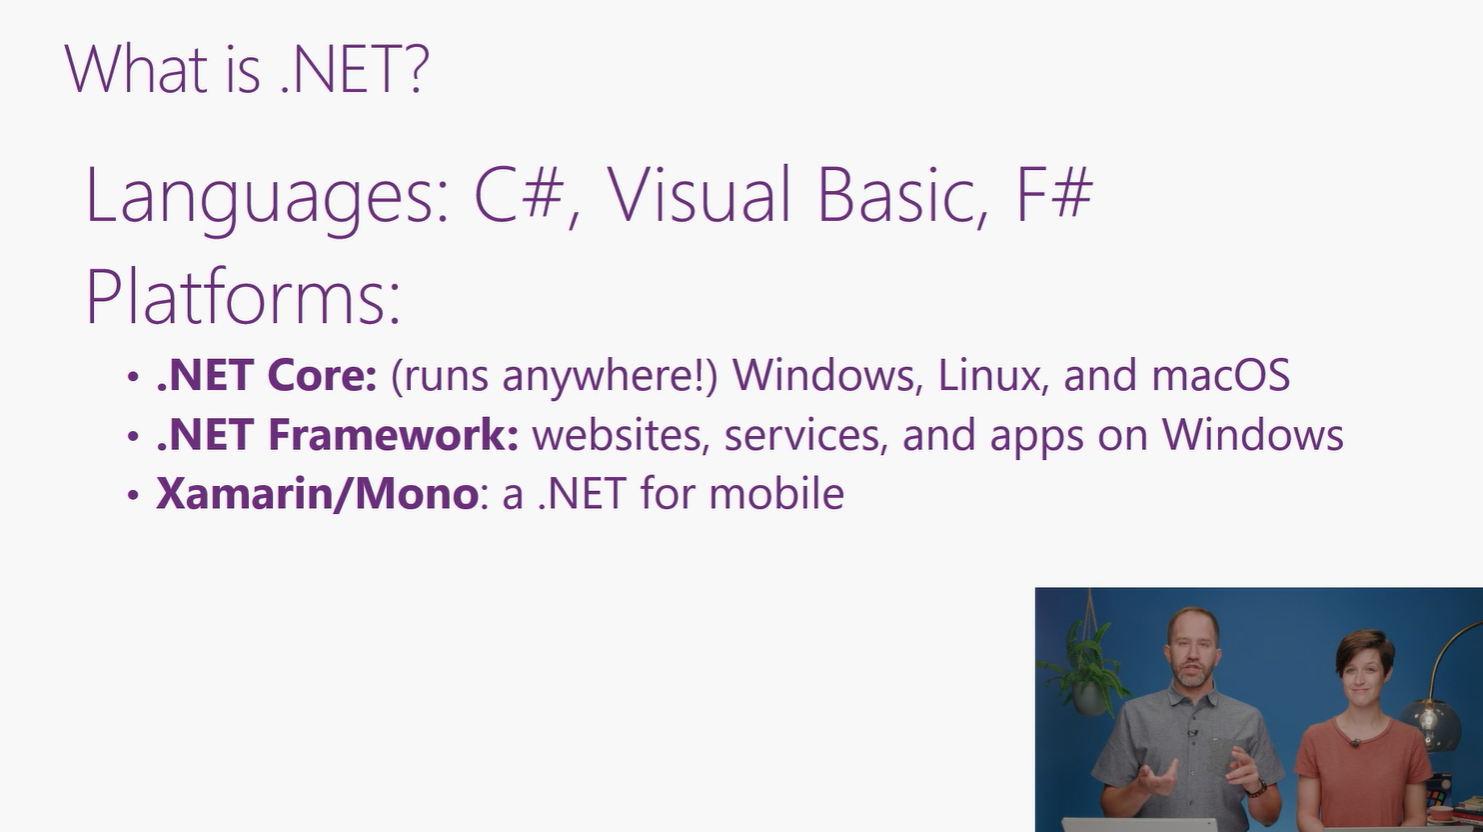 What is .NET?
Languages: C#, Visual Basic, F#
Platforms:
• .NET Core: (runs anywhere!) Windows, Linux, and macOS
• .NET Framework: websites, services, and apps on Windows
• Xamarin/Mono: a .NET for mobile